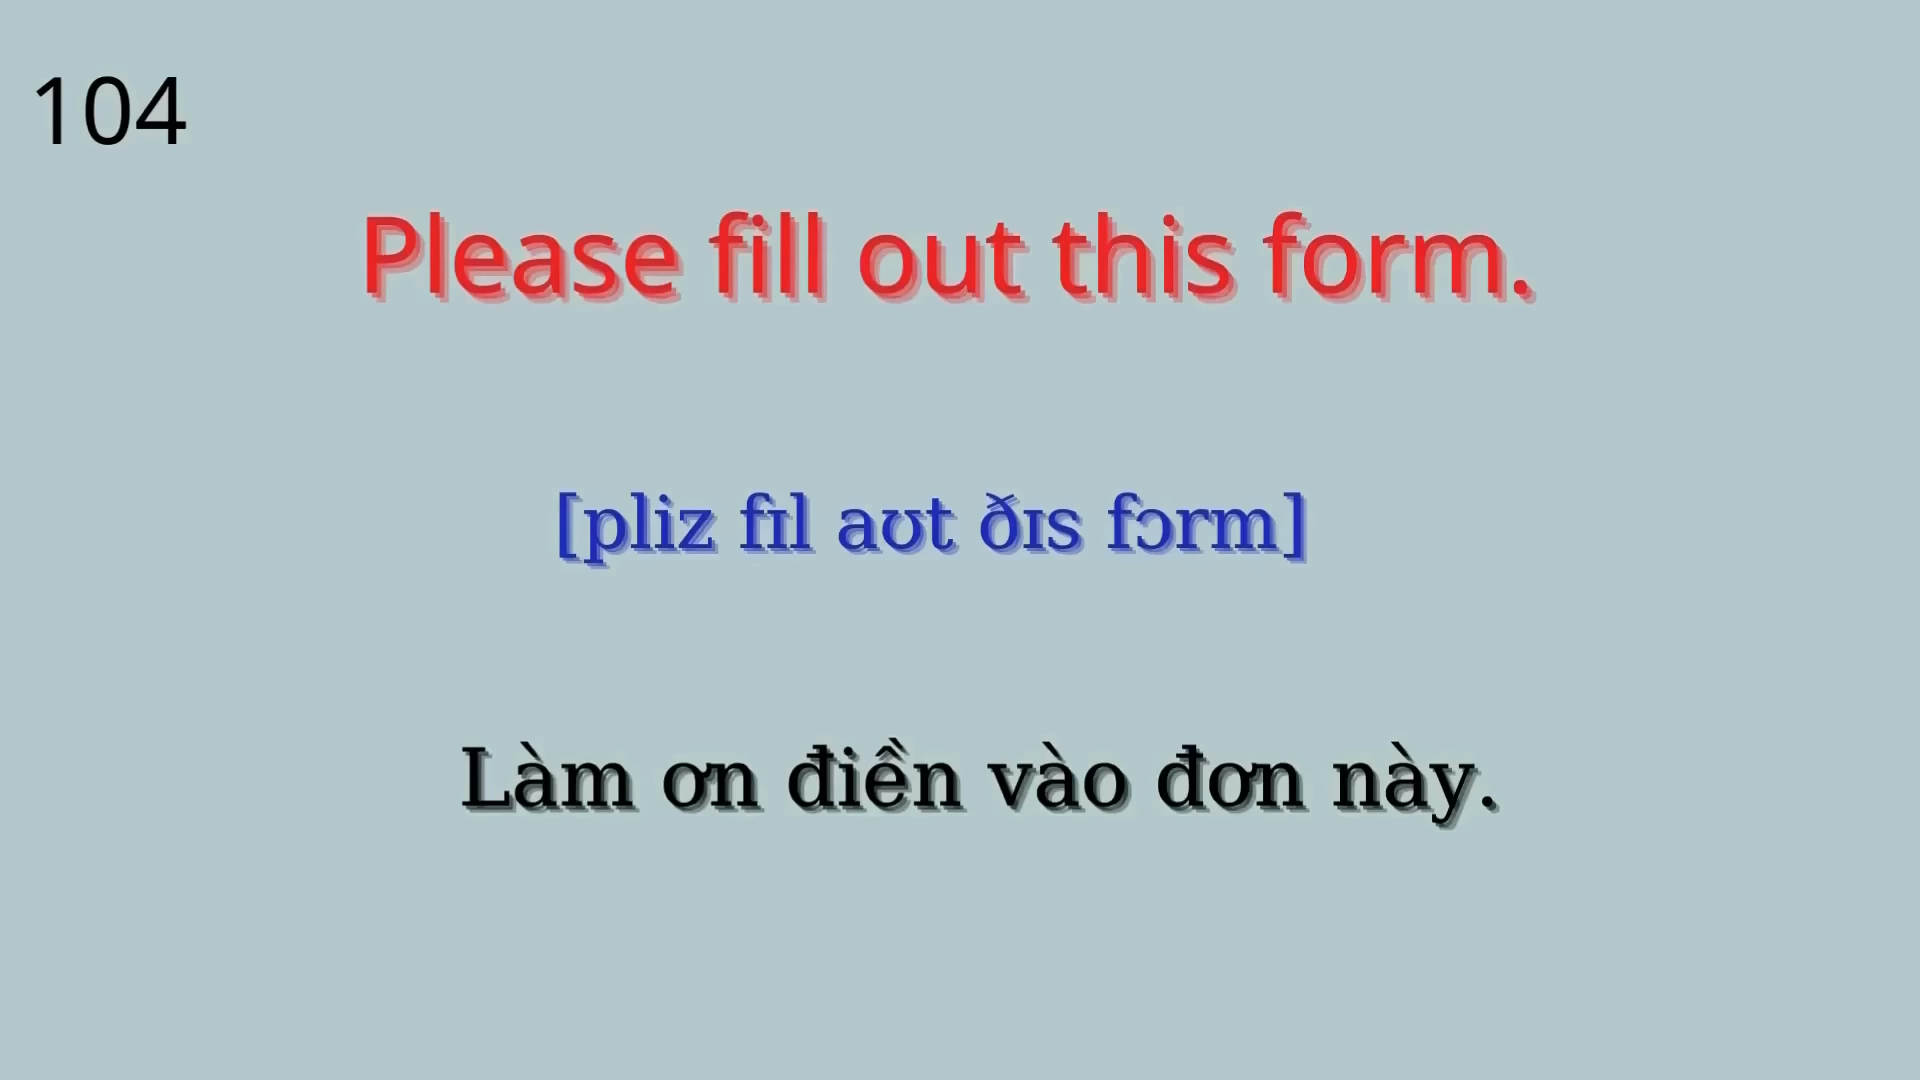 104
Please fill out this form.
[pliz fɪl aʊt ðɪs fɔrm]
Làm ơn điền vào đơn này.